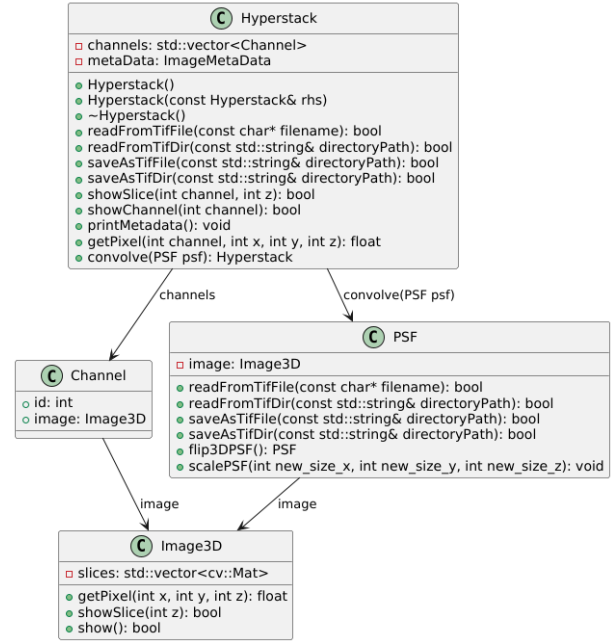 C Hyperstack
channels: std::vector<Channel>
metaData: ImageMetaData
Hyperstack()
Hyperstack(const Hyperstack& rhs)
~Hyperstack()
readFromTifFile(const char* filename): bool
readFromTifDir(const std::string& directoryPath): bool
saveAsTifFile(const std::string& directoryPath): bool
saveAsTifDir(const std::string& directoryPath): bool
showSlice(int channel, int z): bool
showChannel(int channel): bool
printMetadata(): void
getPixel(int channel, int x, int y, int z): float
convolve(PSF psf): Hyperstack
channels
convolve(PSF psf)
C Channel
id: int
image: Image3D
C PSF
image: Image3D
readFromTifFile(const char* filename): bool
readFromTifDir(const std::string& directoryPath): bool
saveAsTifFile(const std::string& directoryPath): bool
saveAsTifDir(const std::string& directoryPath): bool
flip3DPSF(): PSF
scalePSF(int new_size_x, int new_size_y, int new_size_z): void
image
image
C Image3D
slices: std::vector<cv::Mat>
getPixel(int x, int y, int z): float
showSlice(int z): bool
show(): bool